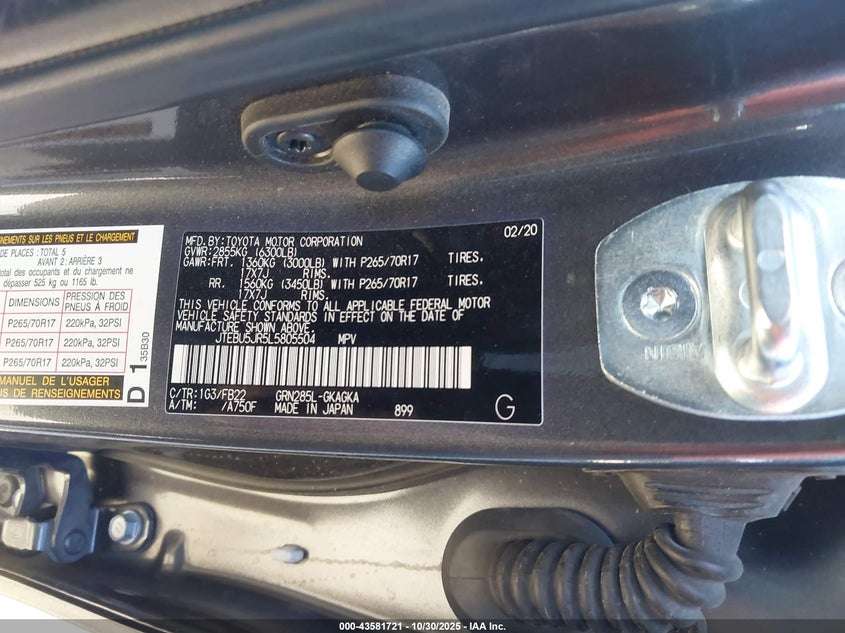 GNEMENTS SUR LES PNEUS ET LE CHARGEMENT
DE PLACES : TOTAL 5
AVANT 2 : ARRIÈRE 3
total des occupants et du chargement ne
dépasser 525 kg ou 1165 lb.
DIMENSIONS PRESSION DES PNEUS À FROID
P265/70R17 220kPa, 32PSI
P265/70R17 220kPa, 32PSI
P265/70R17 220kPa, 32PSI
MANUEL DE L'USAGER
US DE RENSEIGNEMENTS
D 1 35B30
MFD. BY: TOYOTA MOTOR CORPORATION 02/20
GVWR: 2855KG (6300LB)
GAWR: FRT. 1360KG (3000LB) WITH P265/70R17 TIRES.
17X7J RIMS.
RR. 1560KG (3450LB) WITH P265/70R17 TIRES.
17X7J RIMS.
THIS VEHICLE CONFORMS TO ALL APPLICABLE FEDERAL MOTOR
VEHICLE SAFETY STANDARDS IN EFFECT ON THE DATE OF
MANUFACTURE SHOWN ABOVE.
JTEBU5JR5L5805504 MPV
C/TR: 1G3/FB22 GRN285L-GKAGKA
A/TM: /A750F MADE IN JAPAN 899
G
000-43581721 - 10/30/2025 - IAA Inc.